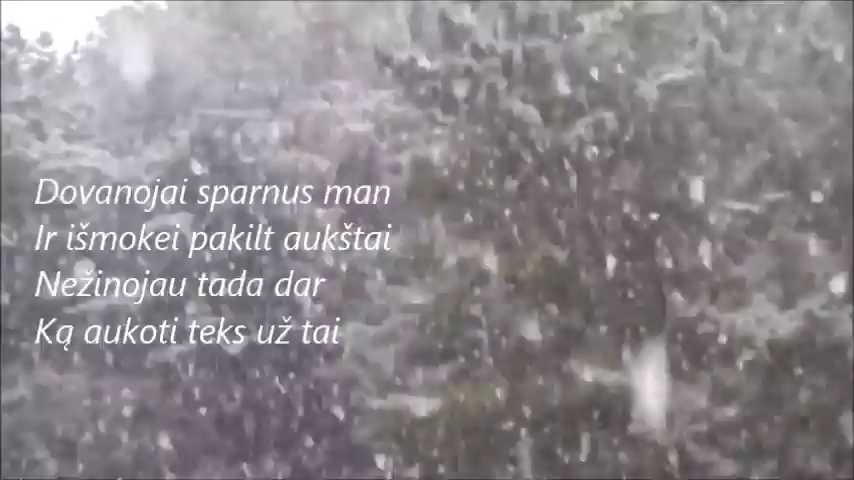 Dovanojai sparnus man
Ir išmokei pakilt aukštai
Nežinojau tada dar
Ką aukoti teks už tai